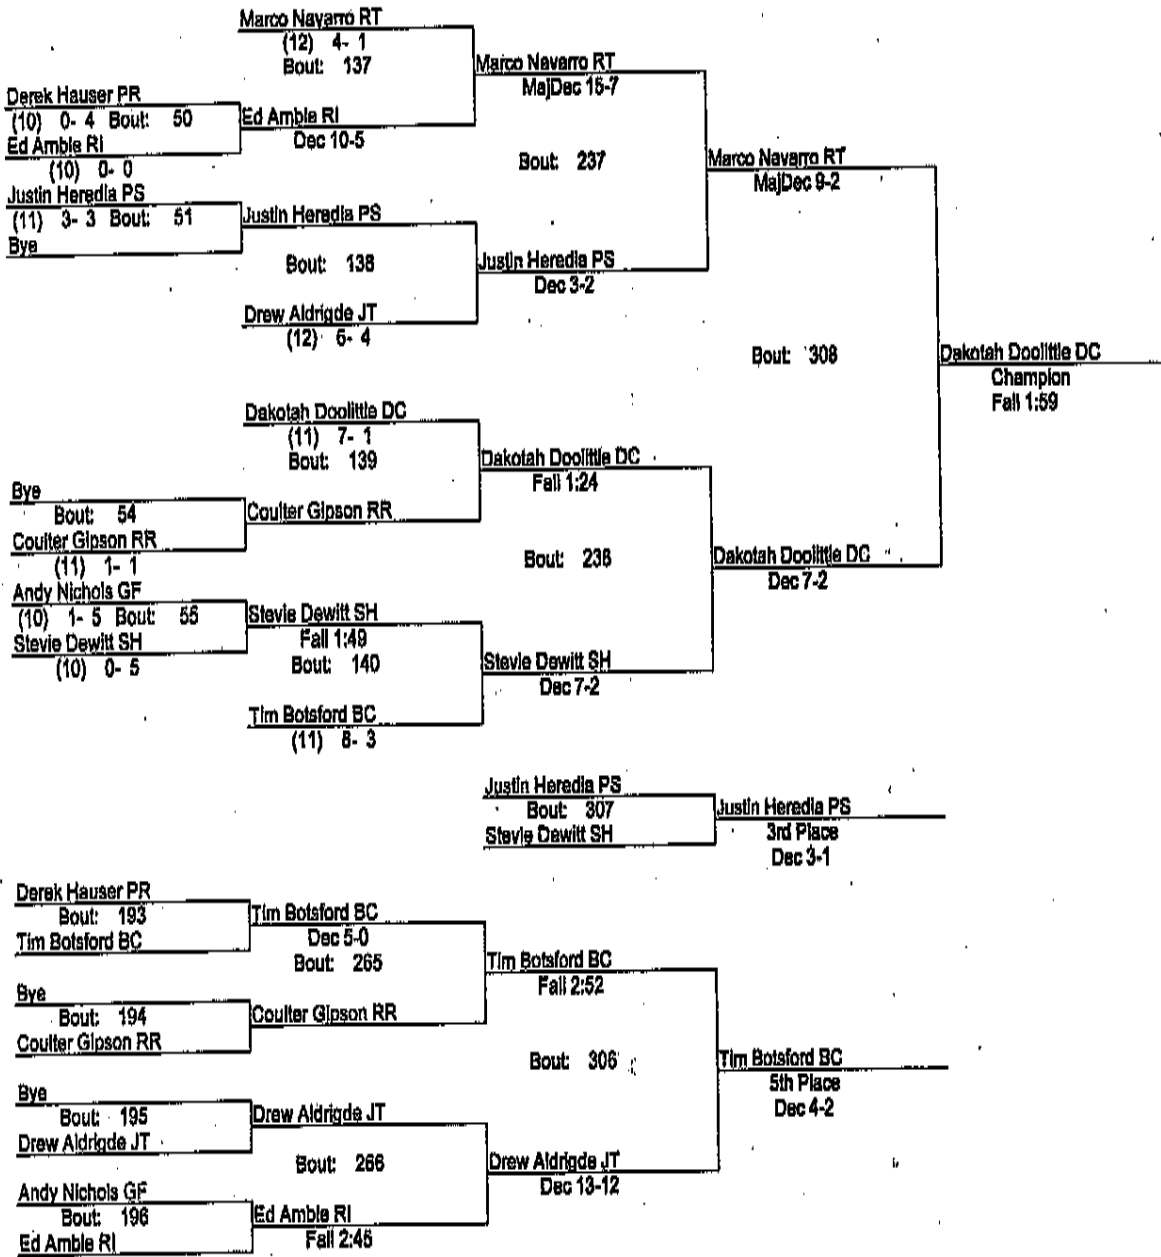 Marco Navarro RT
(12) 4- 1
Bout: 137
Marco Navarro RT
MajDec 15-7
Derek Hauser PR
(10) 0- 4 Bout: 50
Ed Amble RI
Dec 10-5
Ed Amble RI
(10) 0- 0
Bout: 237
Marco Navarro RT
MajDec 9-2
Justin Heredia PS
(11) 3- 3 Bout: 51
Justin Heredia PS
Bye
Bout: 138
Justin Heredia PS
Dec 3-2
Drew Aldrigde JT
(12) 6- 4
Bout: 308
Dakotah Doolittle DC
Champion
Fall 1:59
Dakotah Doolittle DC
(11) 7- 1
Bout: 139
Dakotah Doolittle DC
Fall 1:24
Bye
Bout: 54
Coulter Gipson RR
Coulter Gipson RR
(11) 1- 1
Bout: 238
Dakotah Doolittle DC
Dec 7-2
Andy Nichols GF
(10) 1- 5 Bout: 55
Stevie Dewitt SH
Fall 1:49
Stevie Dewitt SH
(10) 0- 5
Bout: 140
Stevie Dewitt SH
Dec 7-2
Tim Botsford BC
(11) 8- 3
Justin Heredia PS
Bout: 307
Justin Heredia PS
Stevie Dewitt SH
3rd Place
Dec 3-1
Derek Hauser PR
Bout: 193
Tim Botsford BC
Tim Botsford BC
Dec 5-0
Bout: 265
Tim Botsford BC
Fall 2:52
Bye
Bout: 194
Coulter Gipson RR
Coulter Gipson RR
Bout: 306
Tim Botsford BC
5th Place
Dec 4-2
Bye
Bout: 195
Drew Aldrigde JT
Drew Aldrigde JT
Bout: 266
Drew Aldrigde JT
Dec 13-12
Andy Nichols GF
Bout: 196
Ed Amble RI
Ed Amble RI
Fall 2:45